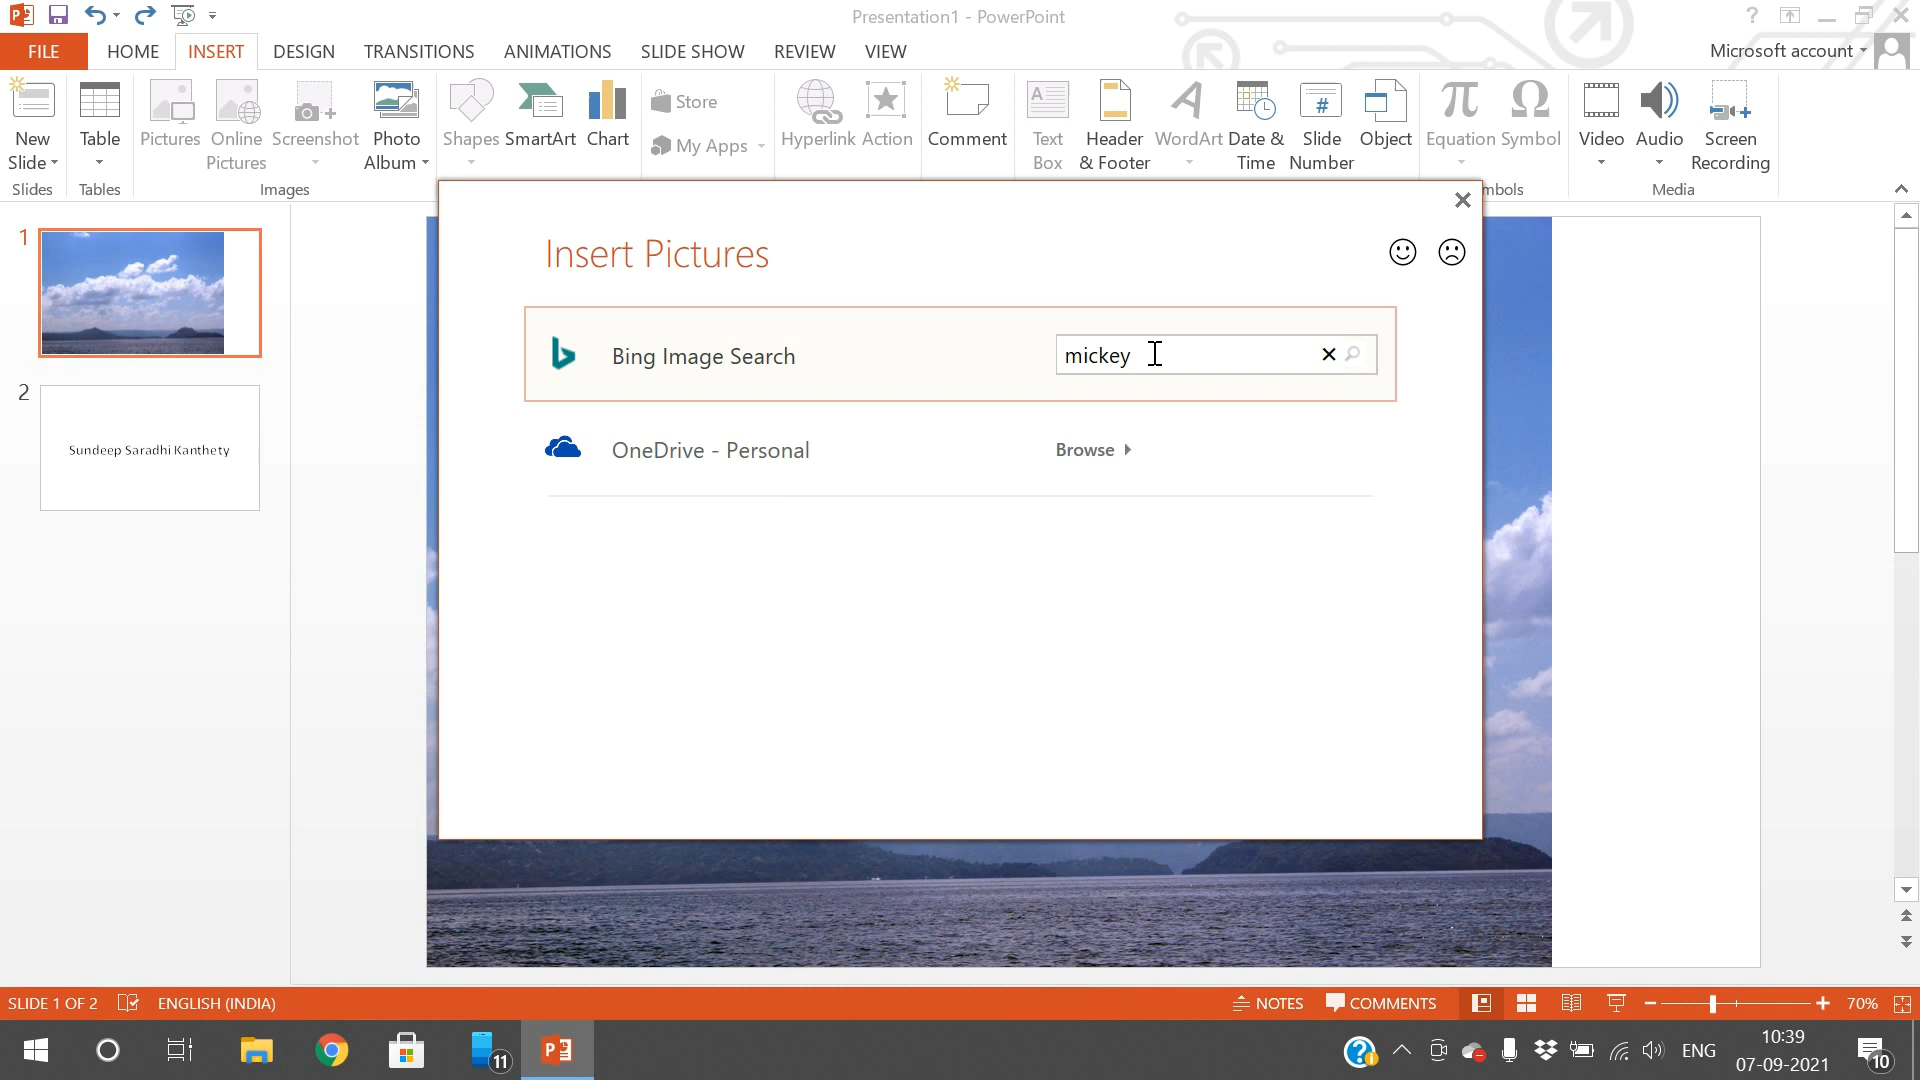 Presentation1 - PowerPoint
?
FILE HOME INSERT DESIGN TRANSITIONS ANIMATIONS SLIDE SHOW REVIEW VIEW
Microsoft account
New
Slide
Table
Pictures
Online
Pictures
Screenshot
Photo
Album
Shapes
SmartArt
Chart
Store
My Apps
Hyperlink
Action
Comment
Text
Box
Header
& Footer
WordArt
Date &
Time
Slide
Number
Object
Equation
Symbol
Video
Audio
Screen
Recording
Slides
Tables
Images
mbols
Media
Insert Pictures
Bing Image Search
mickey
OneDrive - Personal
Browse
1
2
Sundeep Saradhi Kanthety
SLIDE 1 OF 2
ENGLISH (INDIA)
NOTES
COMMENTS
70%
11
ENG
10:39
07-09-2021
10